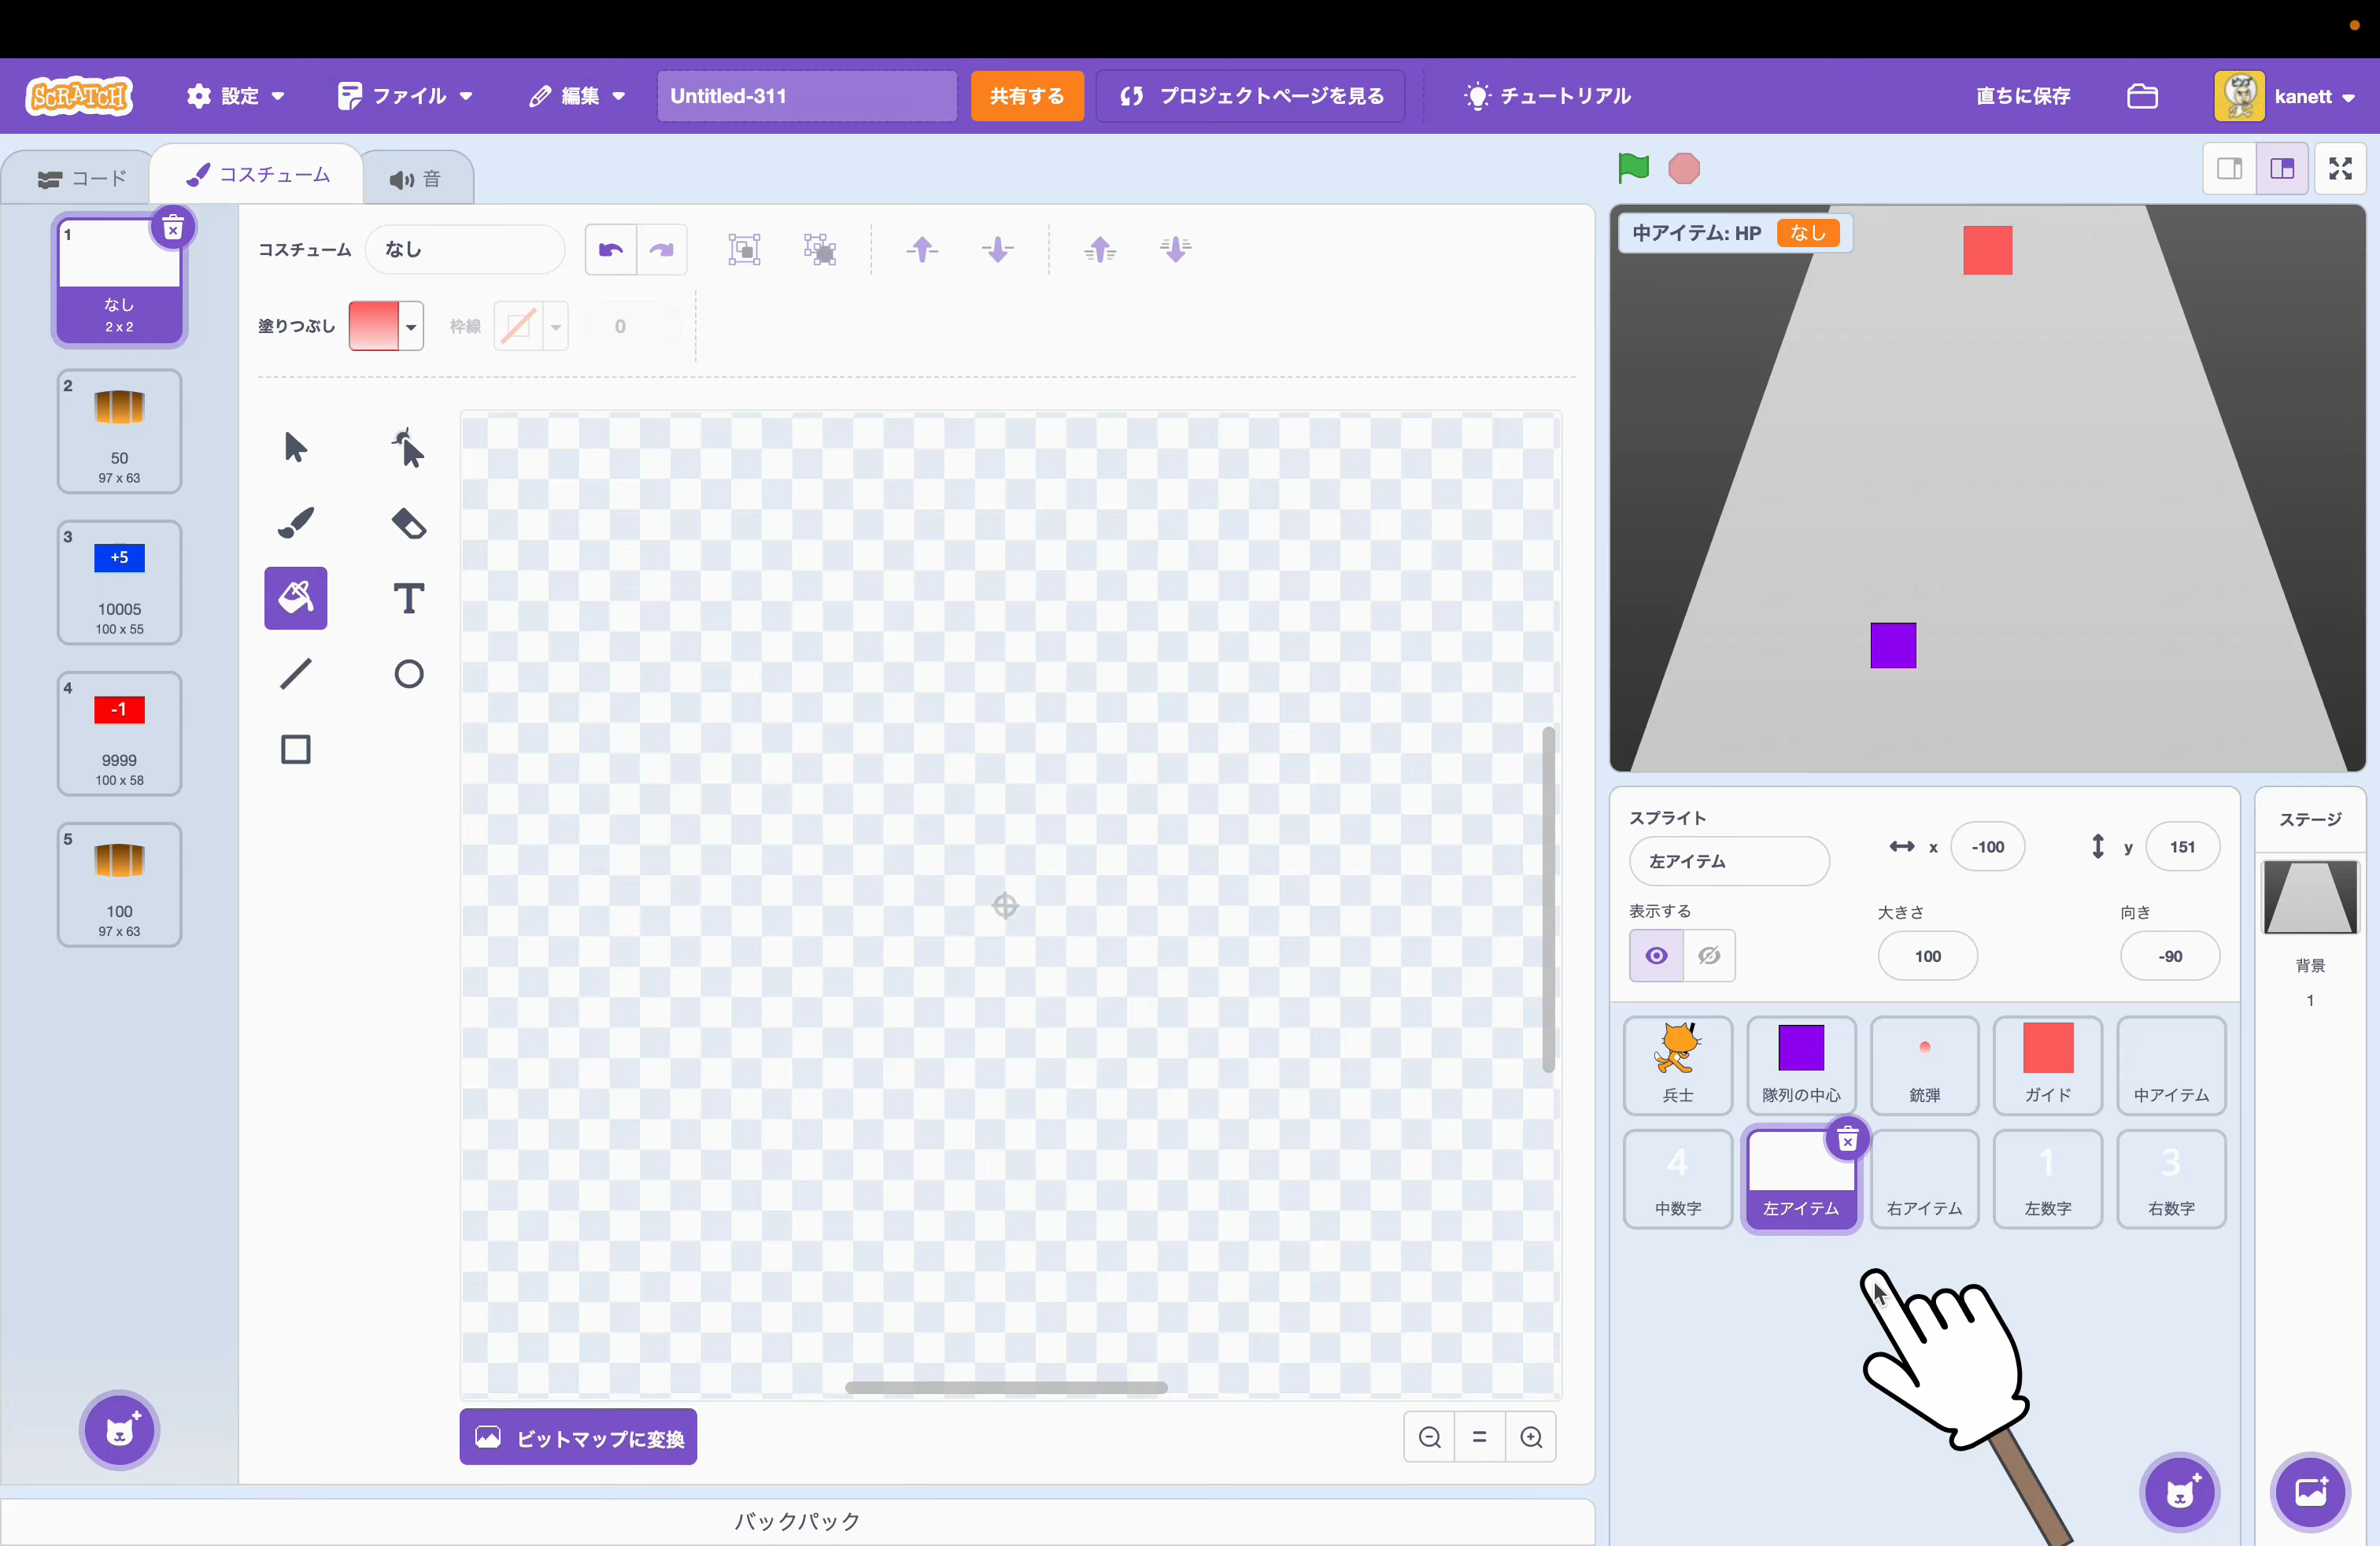 SCRATCH 設定 ファイル 編集 Untitled-311 共有する プロジェクトページを見る チュートリアル 直ちに保存 kanett
コード コスチューム 音
1
なし
2 x 2
2
50
97 x 63
3
+5
10005
100 x 55
4
-1
9999
100 x 58
5
100
97 x 63
コスチューム なし
塗りつぶし 枠線 0
T
ビットマップに変換
バックパック
中アイテム: HP なし
スプライト
左アイテム
x -100 y 151
表示する 大きさ 向き
100 -90
兵士 隊列の中心 銃弾 ガイド 中アイテム
4 1 3
中数字 左アイテム 右アイテム 左数字 右数字
ステージ
背景
1